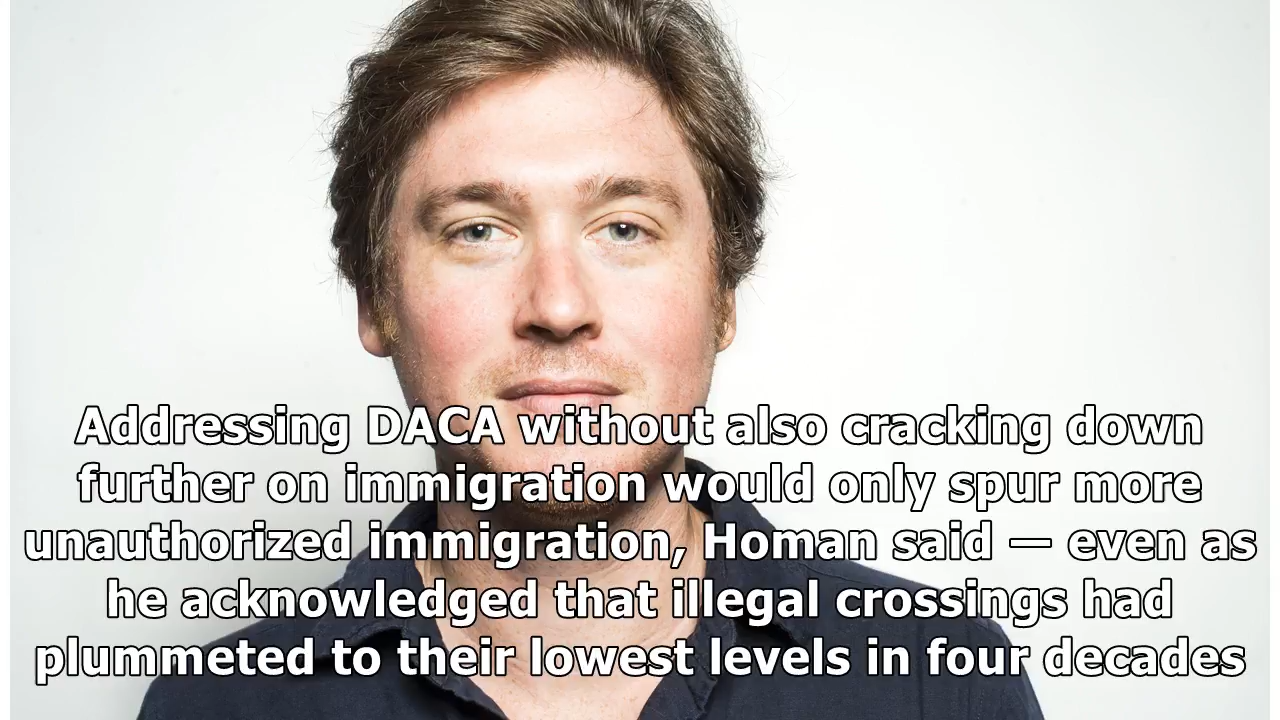 Addressing DACA without also cracking down
further on immigration would only spur more
unauthorized immigration, Homan said — even as
he acknowledged that illegal crossings had
plummeted to their lowest levels in four decades